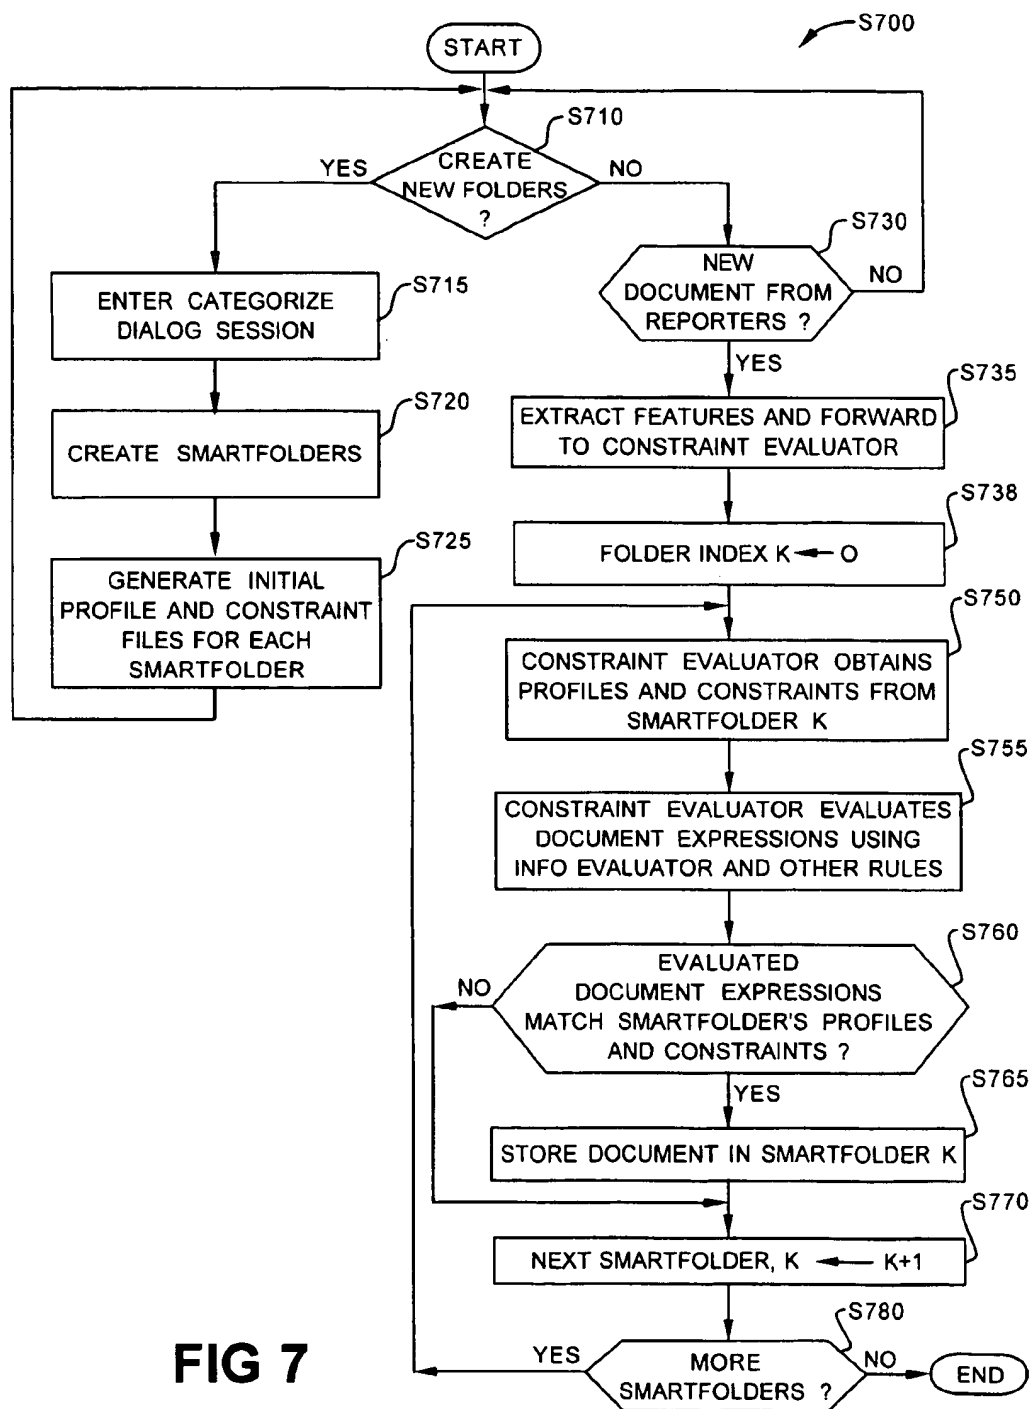 S700
START
S710
CREATE
NEW FOLDERS
?
YES
NO
S715
ENTER CATEGORIZE
DIALOG SESSION
S720
CREATE SMARTFOLDERS
S725
GENERATE INITIAL
PROFILE AND CONSTRAINT
FILES FOR EACH
SMARTFOLDER
S730
NEW
DOCUMENT FROM
REPORTERS ?
NO
YES
S735
EXTRACT FEATURES AND FORWARD
TO CONSTRAINT EVALUATOR
S738
FOLDER INDEX K ← O
S750
CONSTRAINT EVALUATOR OBTAINS
PROFILES AND CONSTRAINTS FROM
SMARTFOLDER K
S755
CONSTRAINT EVALUATOR EVALUATES
DOCUMENT EXPRESSIONS USING
INFO EVALUATOR AND OTHER RULES
S760
EVALUATED
DOCUMENT EXPRESSIONS
MATCH SMARTFOLDER'S PROFILES
AND CONSTRAINTS ?
NO
YES
S765
STORE DOCUMENT IN SMARTFOLDER K
S770
NEXT SMARTFOLDER, K ← K+1
S780
MORE
SMARTFOLDERS ?
YES
NO
END
FIG 7